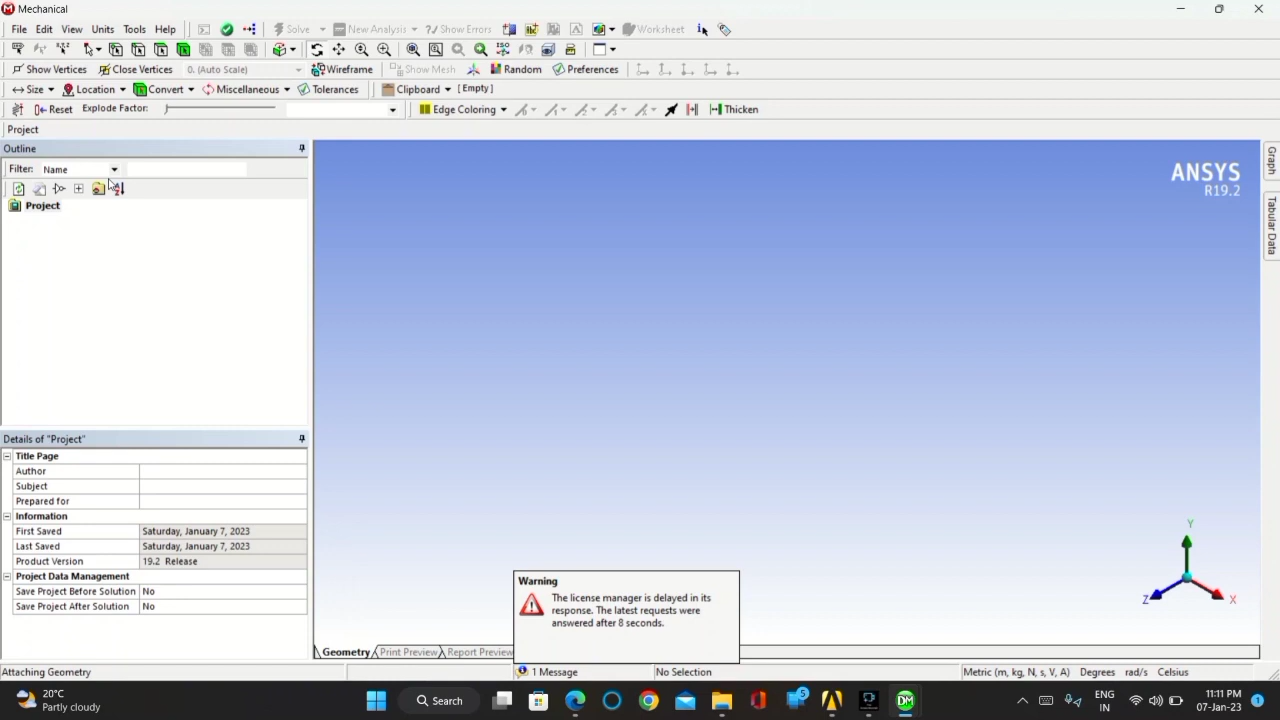 Mechanical
File Edit View Units Tools Help Solve New Analysis ?/ Show Errors Worksheet
Show Vertices Close Vertices 0. (Auto Scale) Wireframe Show Mesh Random Preferences
Size Location Convert Miscellaneous Tolerances Clipboard [ Empty ]
Reset Explode Factor: Edge Coloring Thicken
Project
Outline
Filter: Name
Project
Details of "Project"
Title Page
Author
Subject
Prepared for
Information
First Saved Saturday, January 7, 2023
Last Saved Saturday, January 7, 2023
Product Version 19.2 Release
Project Data Management
Save Project Before Solution No
Save Project After Solution No
ANSYS
R19.2
Graph
Tabular Data
Y
Z
X
Warning
The license manager is delayed in its
response. The latest requests were
answered after 8 seconds.
Geometry Print Preview Report Preview
Attaching Geometry 1 Message No Selection Metric (m, kg, N, s, V, A) Degrees rad/s Celsius
20°C
Partly cloudy
Search
5
DM
ENG
IN
11:11 PM
07-Jan-23
1